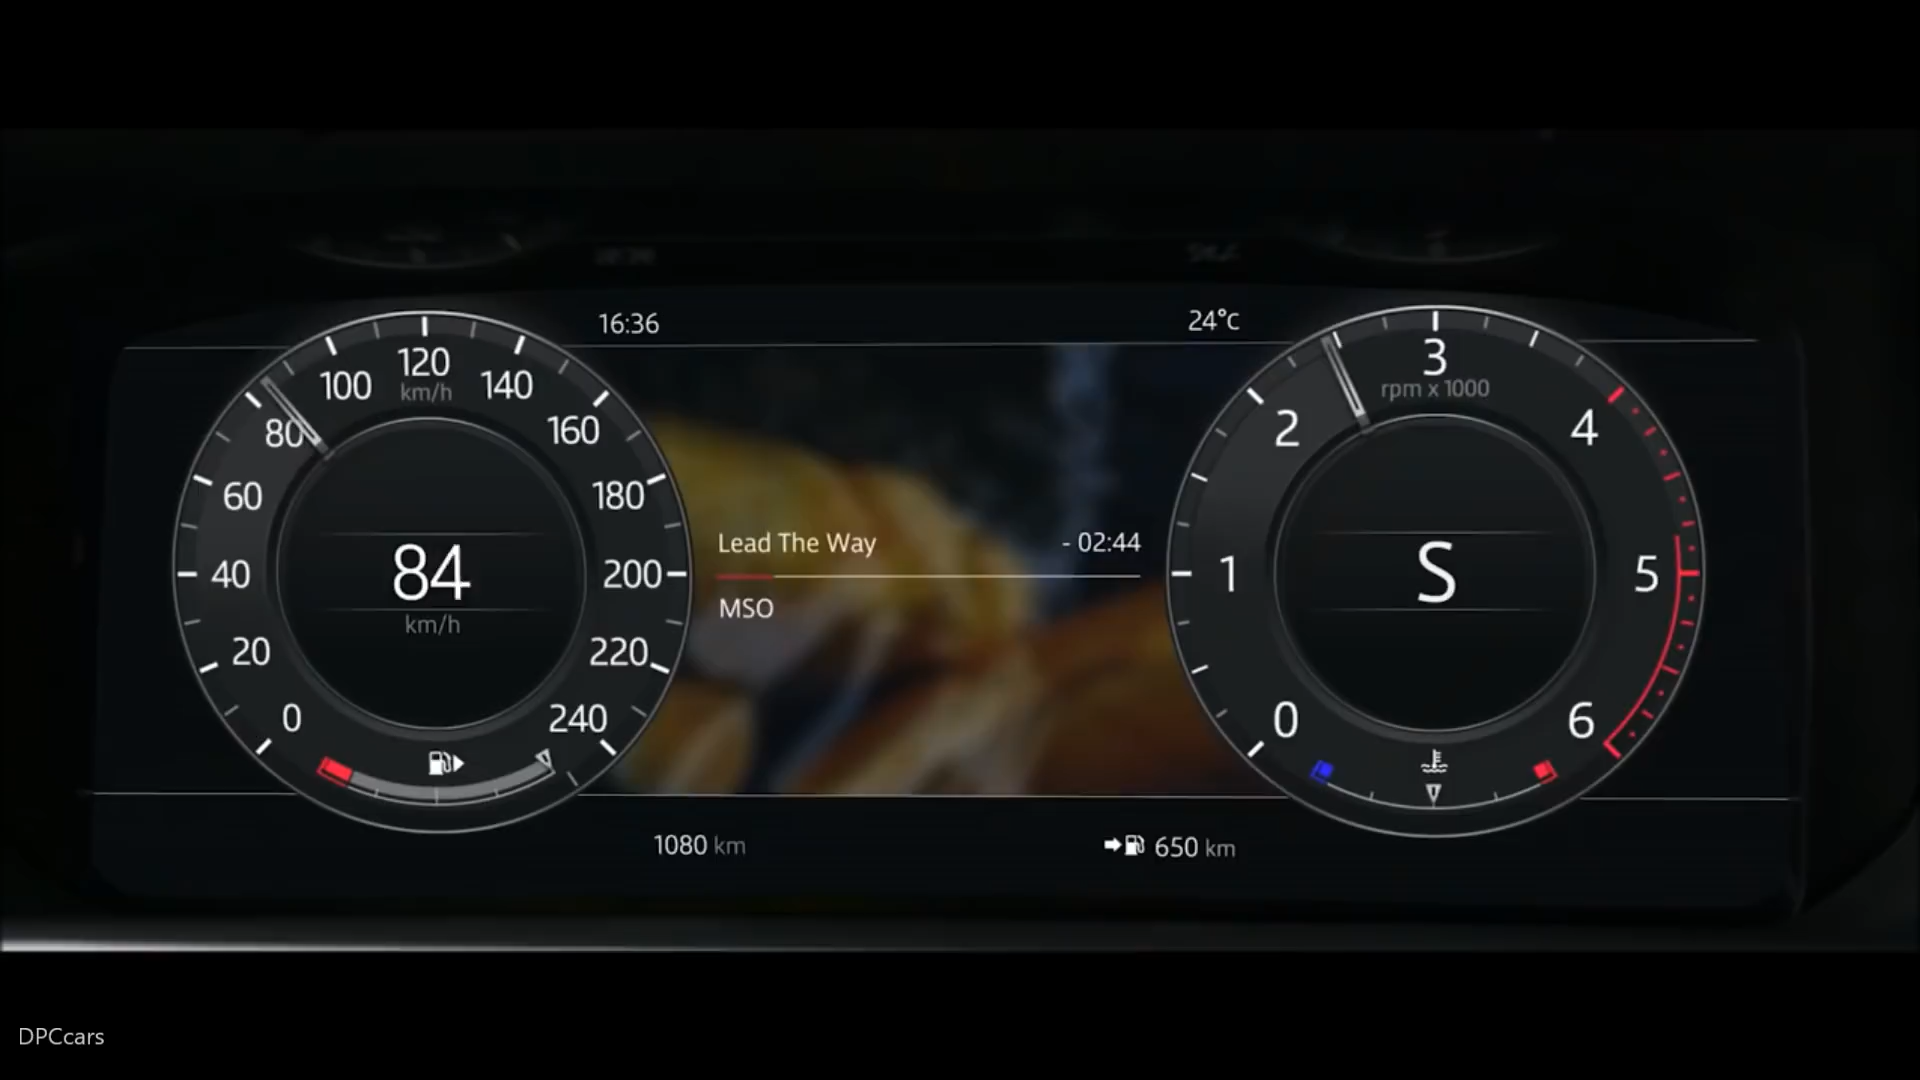 16:36
24°C
0
20
40
60
80
100
120
km/h
140
160
180
200
220
240
84
km/h
Lead The Way
- 02:44
MSO
0
1
2
3
rpm x 1000
4
5
6
S
1080 km
650 km
DPCcars